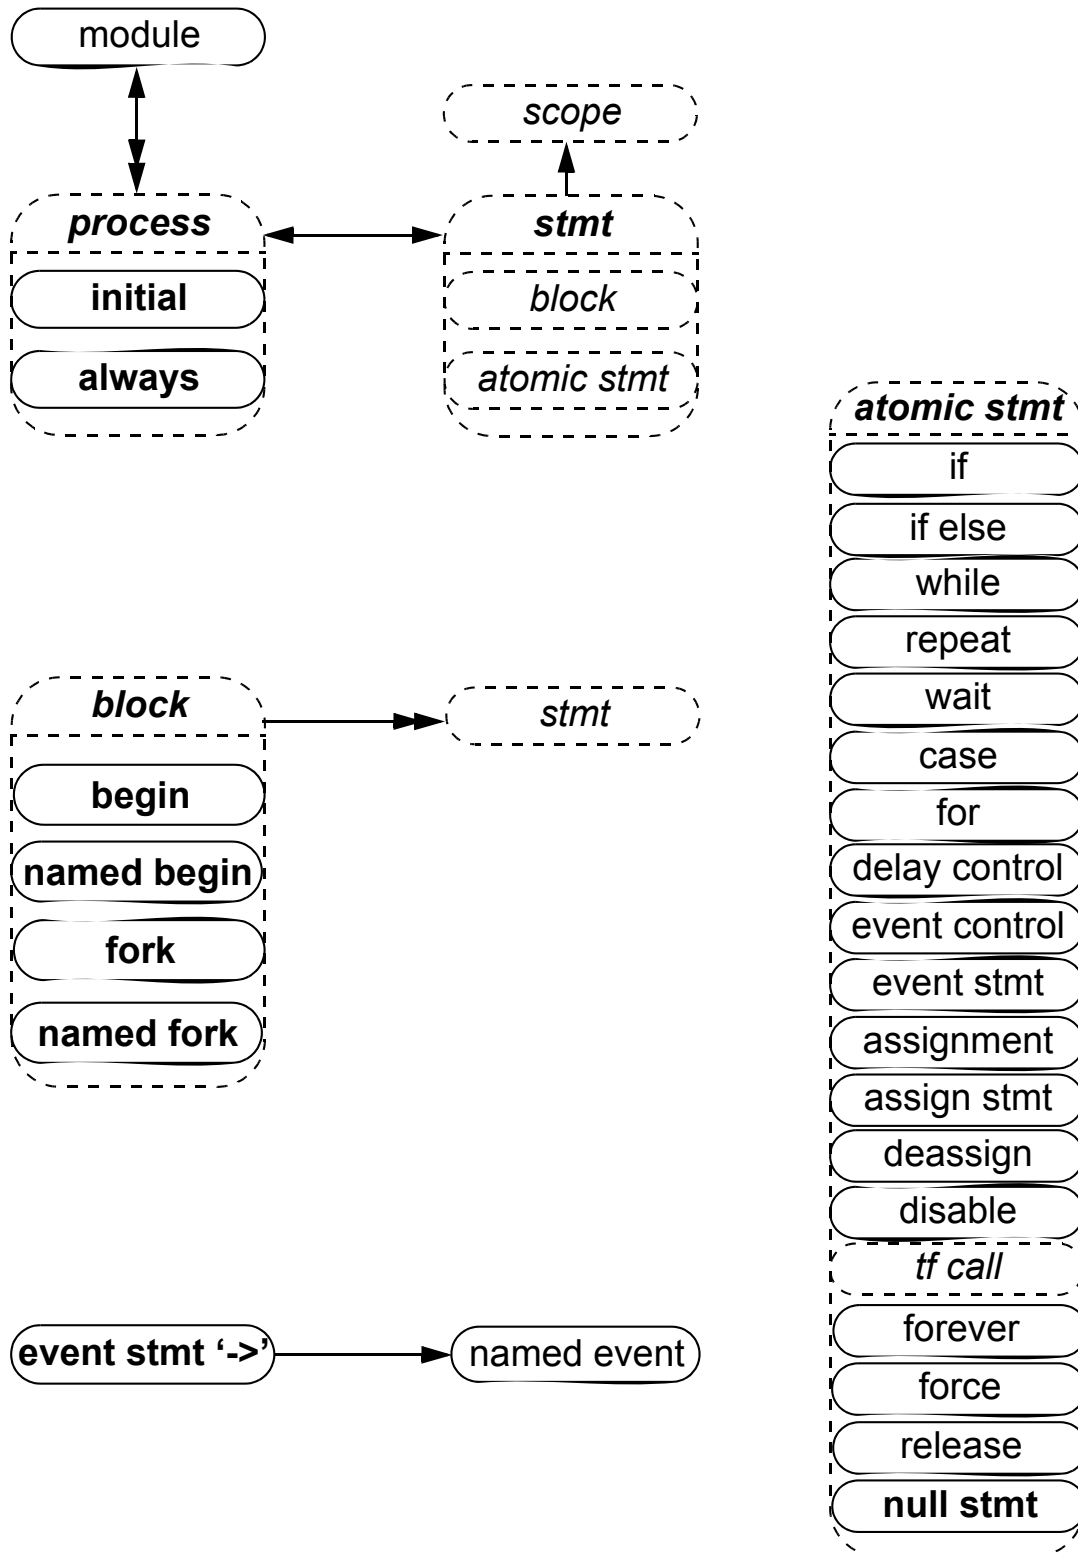 module
scope
process
stmt
initial
block
always
atomic stmt
atomic stmt
if
if else
while
repeat
wait
case
for
delay control
event control
event stmt
assignment
assign stmt
deassign
disable
tf call
forever
force
release
null stmt
block
stmt
begin
named begin
fork
named fork
event stmt ‘->’
named event